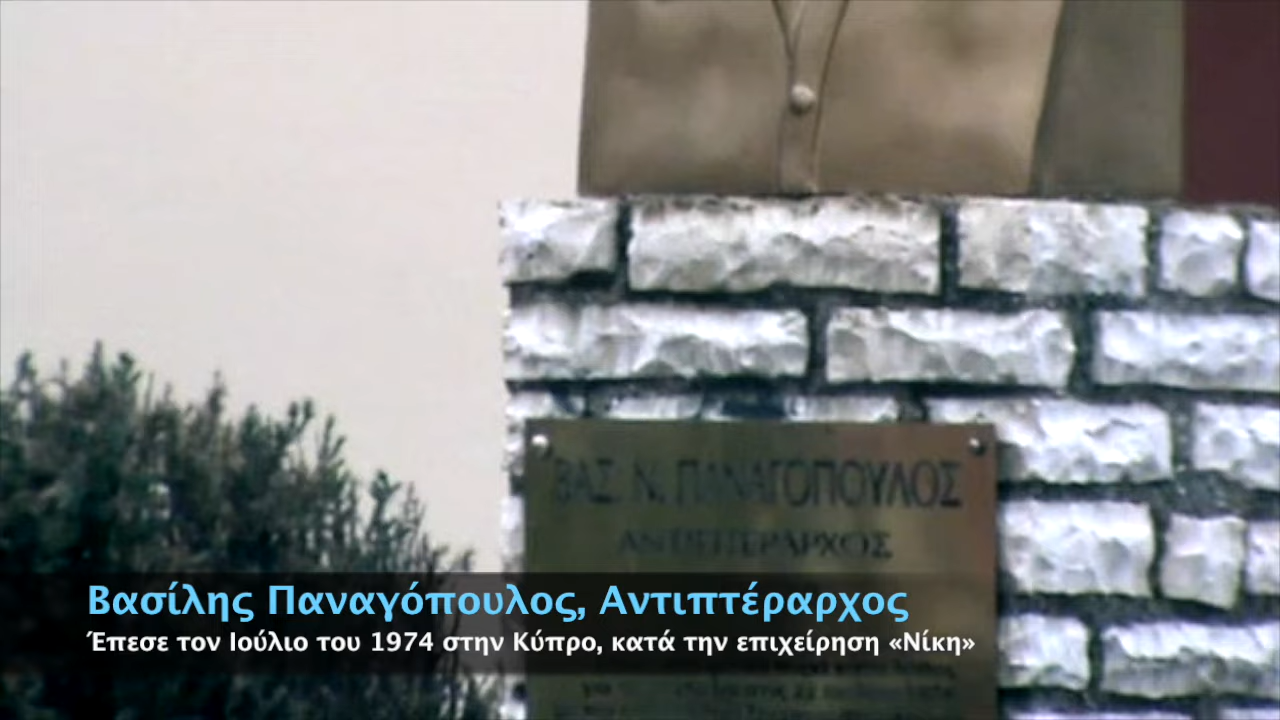 ΒΑΣ. Ν. ΠΑΝΑΓΟΠΟΥΛΟΣ
ΑΝΤΙΠΤΕΡΑΡΧΟΣ
Βασίλης Παναγόπουλος, Αντιπτέραρχος
Έπεσε τον Ιούλιο του 1974 στην Κύπρο, κατά την επιχείρηση «Νίκη»